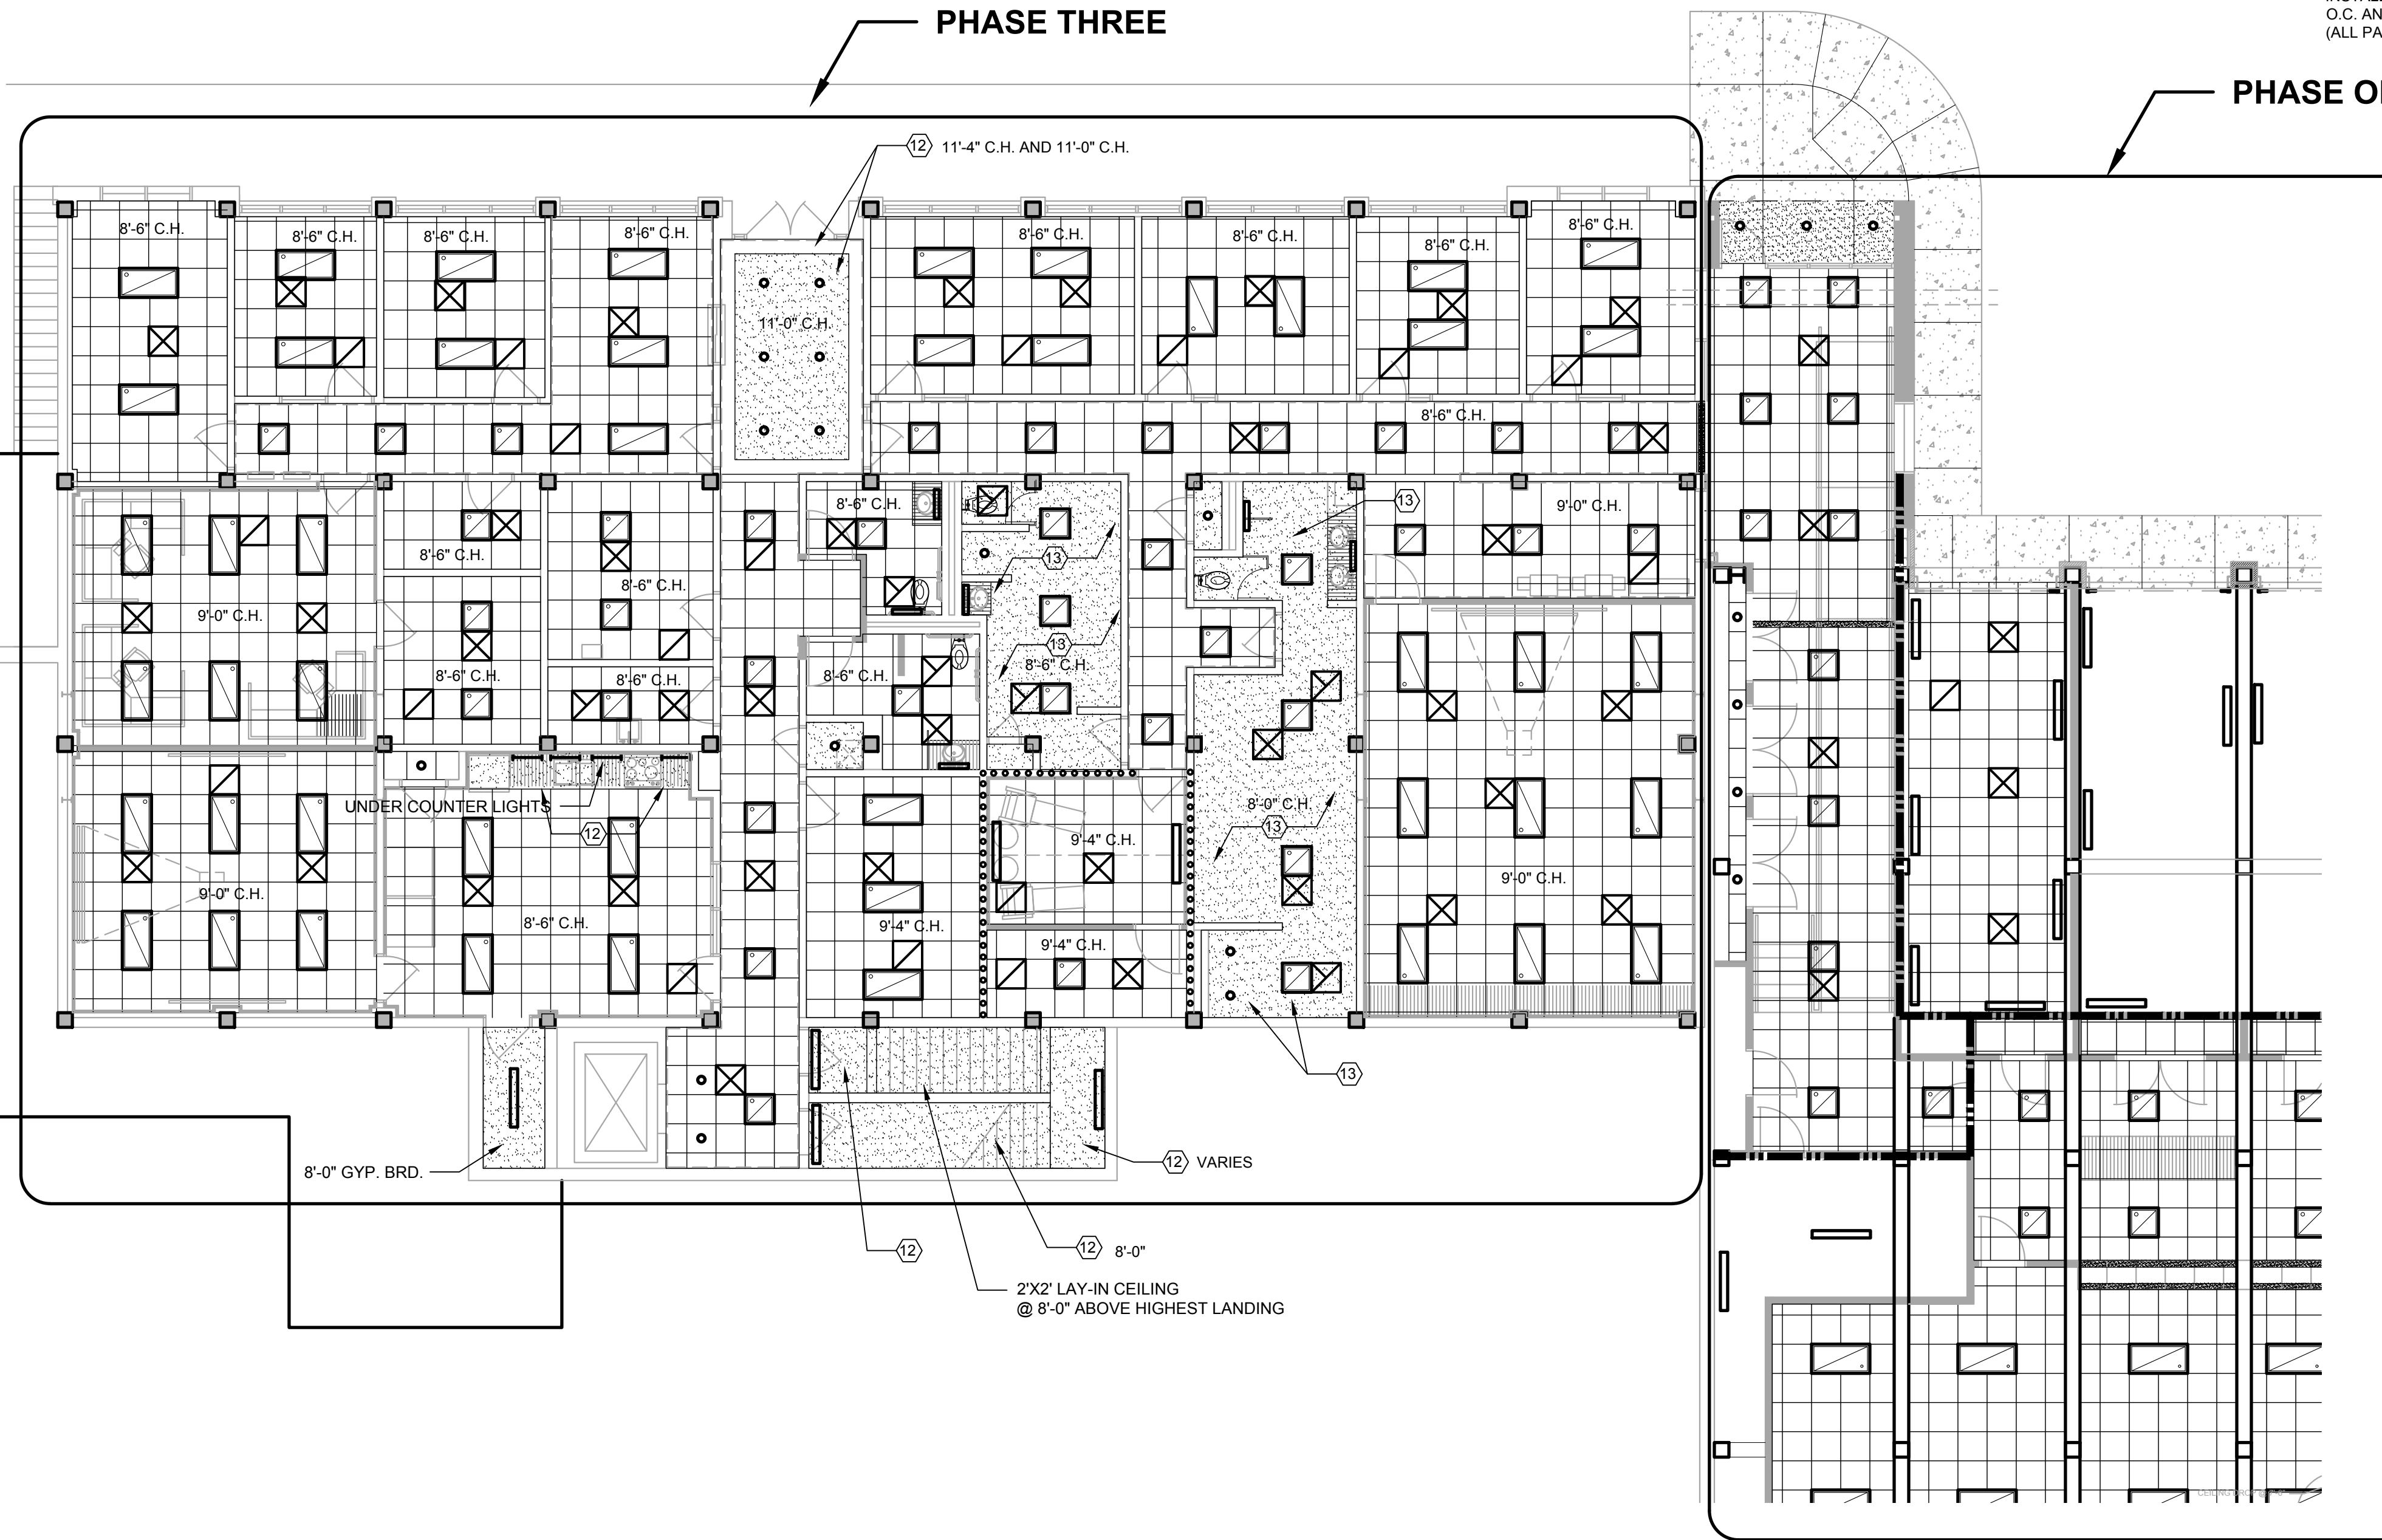 PHASE THREE
O.C. AN
(ALL PA
PHASE O
12 11'-4" C.H. AND 11'-0" C.H.
8'-6" C.H.
8'-6" C.H.
8'-6" C.H.
8'-6" C.H.
11'-0" C.H.
8'-6" C.H.
8'-6" C.H.
8'-6" C.H.
8'-6" C.H.
8'-6" C.H.
8'-6" C.H.
13
9'-0" C.H.
8'-6" C.H.
13
8'-6" C.H.
9'-0" C.H.
13
8'-6" C.H.
8'-6" C.H.
8'-6" C.H.
8'-6" C.H.
UNDER COUNTER LIGHTS
12
8'-0" C.H.
13
9'-4" C.H.
9'-0" C.H.
9'-0" C.H.
8'-6" C.H.
9'-4" C.H.
9'-4" C.H.
13
8'-0" GYP. BRD.
12 VARIES
12
12 8'-0"
2'X2' LAY-IN CEILING
@ 8'-0" ABOVE HIGHEST LANDING
CEILING DROP @